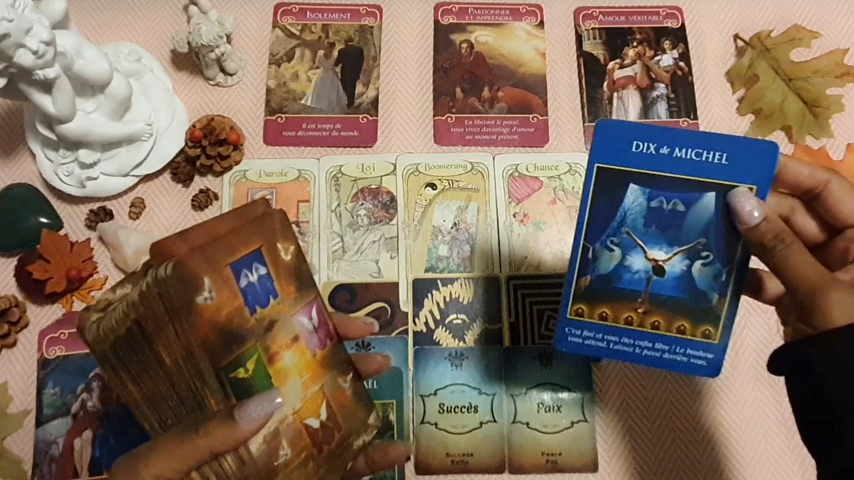 ISOLEMENT
Il est temps de
vous déconnecter du monde.
PARDONNER
ET APPRENDRE
En libérant le passé,
vous vivez davantage d'amour
au moment présent.
AMOUR VÉRITABLE
Parole
Loi
Boomerang
Chance
DIX de MICHEL
C'est fini et vous êtes enfin libre ! Le bonheur
vous attend. Laissez le passé derrière vous.
Succès
Success
Exito
Paix
Peace
Paz